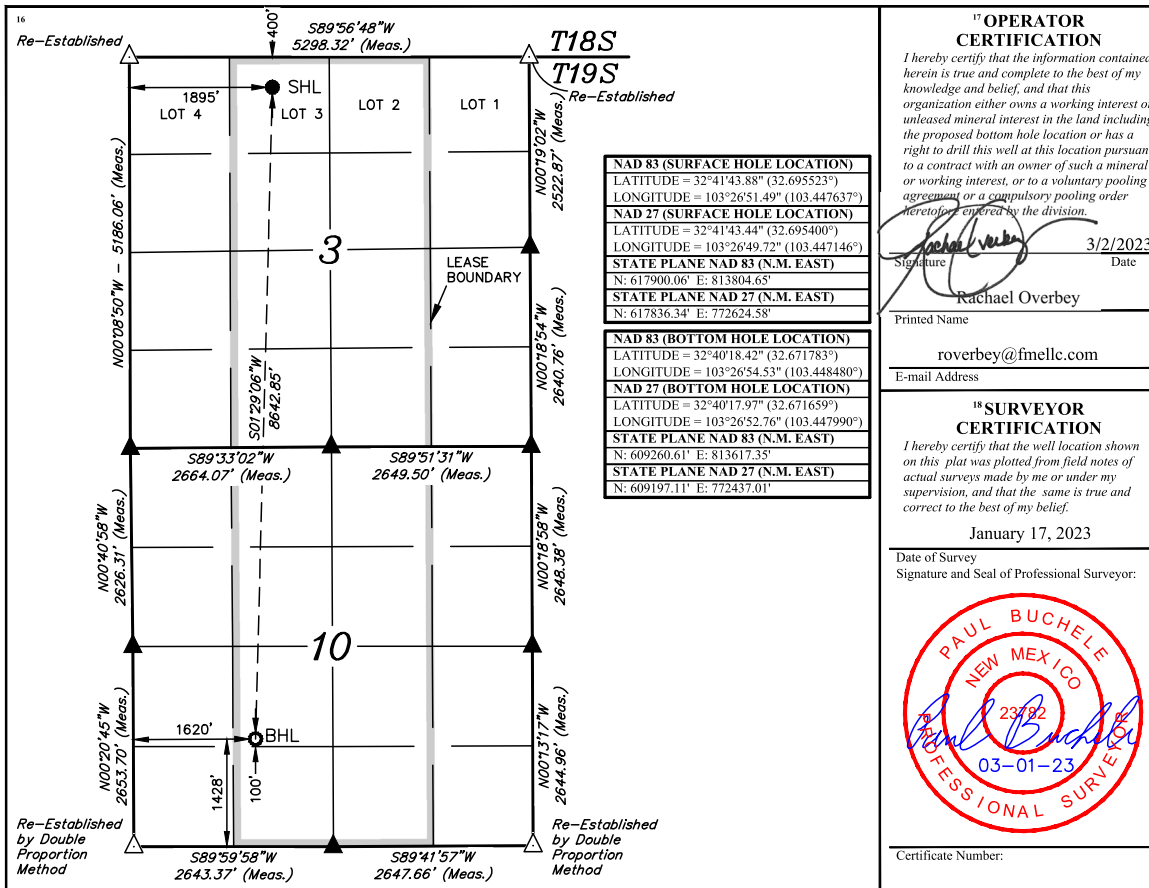 16
Re-Established
S89°56'48"W
5298.32' (Meas.)
400'
T18S
T19S
Re-Established
SHL
1895'
LOT 4
LOT 3
LOT 2
LOT 1
N00°08'50"W - 5186.06' (Meas.)
N00°19'02"W
2522.87' (Meas.)
3
LEASE
BOUNDARY
S01°29'06"W
8642.85'
N00°18'54"W
2640.76' (Meas.)
S89°33'02"W
2664.07' (Meas.)
S89°51'31"W
2649.50' (Meas.)
N00°40'58"W
2626.31' (Meas.)
N00°18'58"W
2648.38' (Meas.)
10
N00°20'45"W
2653.70' (Meas.)
1620'
BHL
1428'
100'
N00°13'17"W
2644.96' (Meas.)
Re-Established
by Double
Proportion
Method
S89°59'58"W
2643.37' (Meas.)
S89°41'57"W
2647.66' (Meas.)
Re-Established
by Double
Proportion
Method
NAD 83 (SURFACE HOLE LOCATION)
LATITUDE = 32°41'43.88" (32.695523°)
LONGITUDE = 103°26'51.49" (103.447637°)
NAD 27 (SURFACE HOLE LOCATION)
LATITUDE = 32°41'43.44" (32.695400°)
LONGITUDE = 103°26'49.72" (103.447146°)
STATE PLANE NAD 83 (N.M. EAST)
N: 617900.06' E: 813804.65'
STATE PLANE NAD 27 (N.M. EAST)
N: 617836.34' E: 772624.58'
NAD 83 (BOTTOM HOLE LOCATION)
LATITUDE = 32°40'18.42" (32.671783°)
LONGITUDE = 103°26'54.53" (103.448480°)
NAD 27 (BOTTOM HOLE LOCATION)
LATITUDE = 32°40'17.97" (32.671659°)
LONGITUDE = 103°26'52.76" (103.447990°)
STATE PLANE NAD 83 (N.M. EAST)
N: 609260.61' E: 813617.35'
STATE PLANE NAD 27 (N.M. EAST)
N: 609197.11' E: 772437.01'
17 OPERATOR
CERTIFICATION
I hereby certify that the information contained
herein is true and complete to the best of my
knowledge and belief, and that this
organization either owns a working interest or
unleased mineral interest in the land including
the proposed bottom hole location or has a
right to drill this well at this location pursuant
to a contract with an owner of such a mineral
or working interest, or to a voluntary pooling
agreement or a compulsory pooling order
heretofore entered by the division.
Rachael Overbey
3/2/2023
Signature
Date
Rachael Overbey
Printed Name
roverbey@fmellc.com
E-mail Address
18 SURVEYOR
CERTIFICATION
I hereby certify that the well location shown
on this plat was plotted from field notes of
actual surveys made by me or under my
supervision, and that the same is true and
correct to the best of my belief.
January 17, 2023
Date of Survey
Signature and Seal of Professional Surveyor:
PAUL BUCHELE
NEW MEXICO
23782
Paul Buchele
03-01-23
PROFESSIONAL SURVEYOR
Certificate Number: